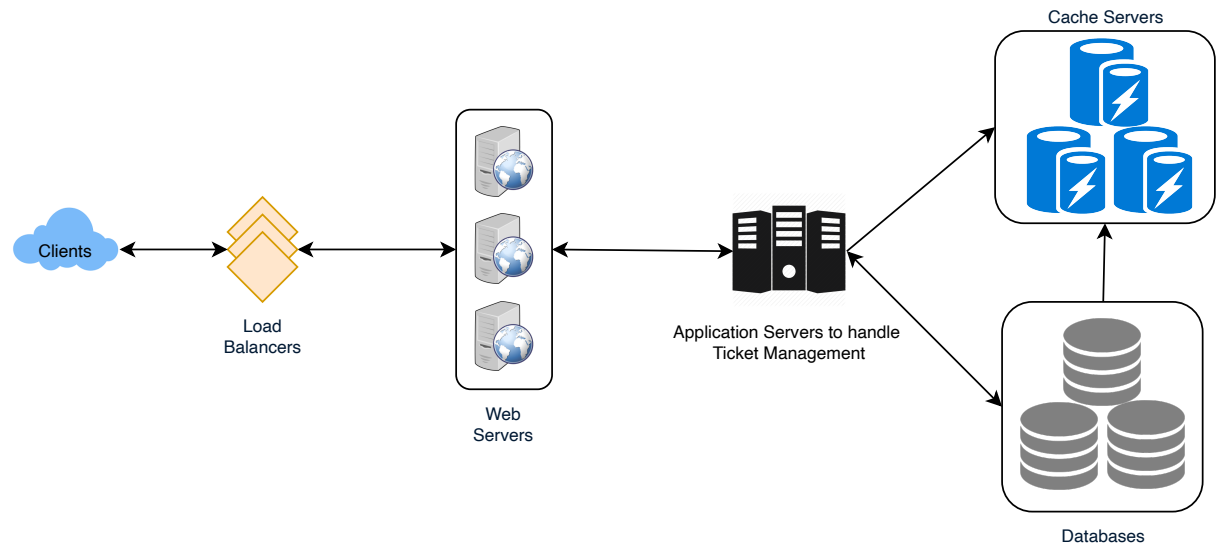 Cache Servers
Clients
Load
Balancers
Web
Servers
Application Servers to handle
Ticket Management
Databases